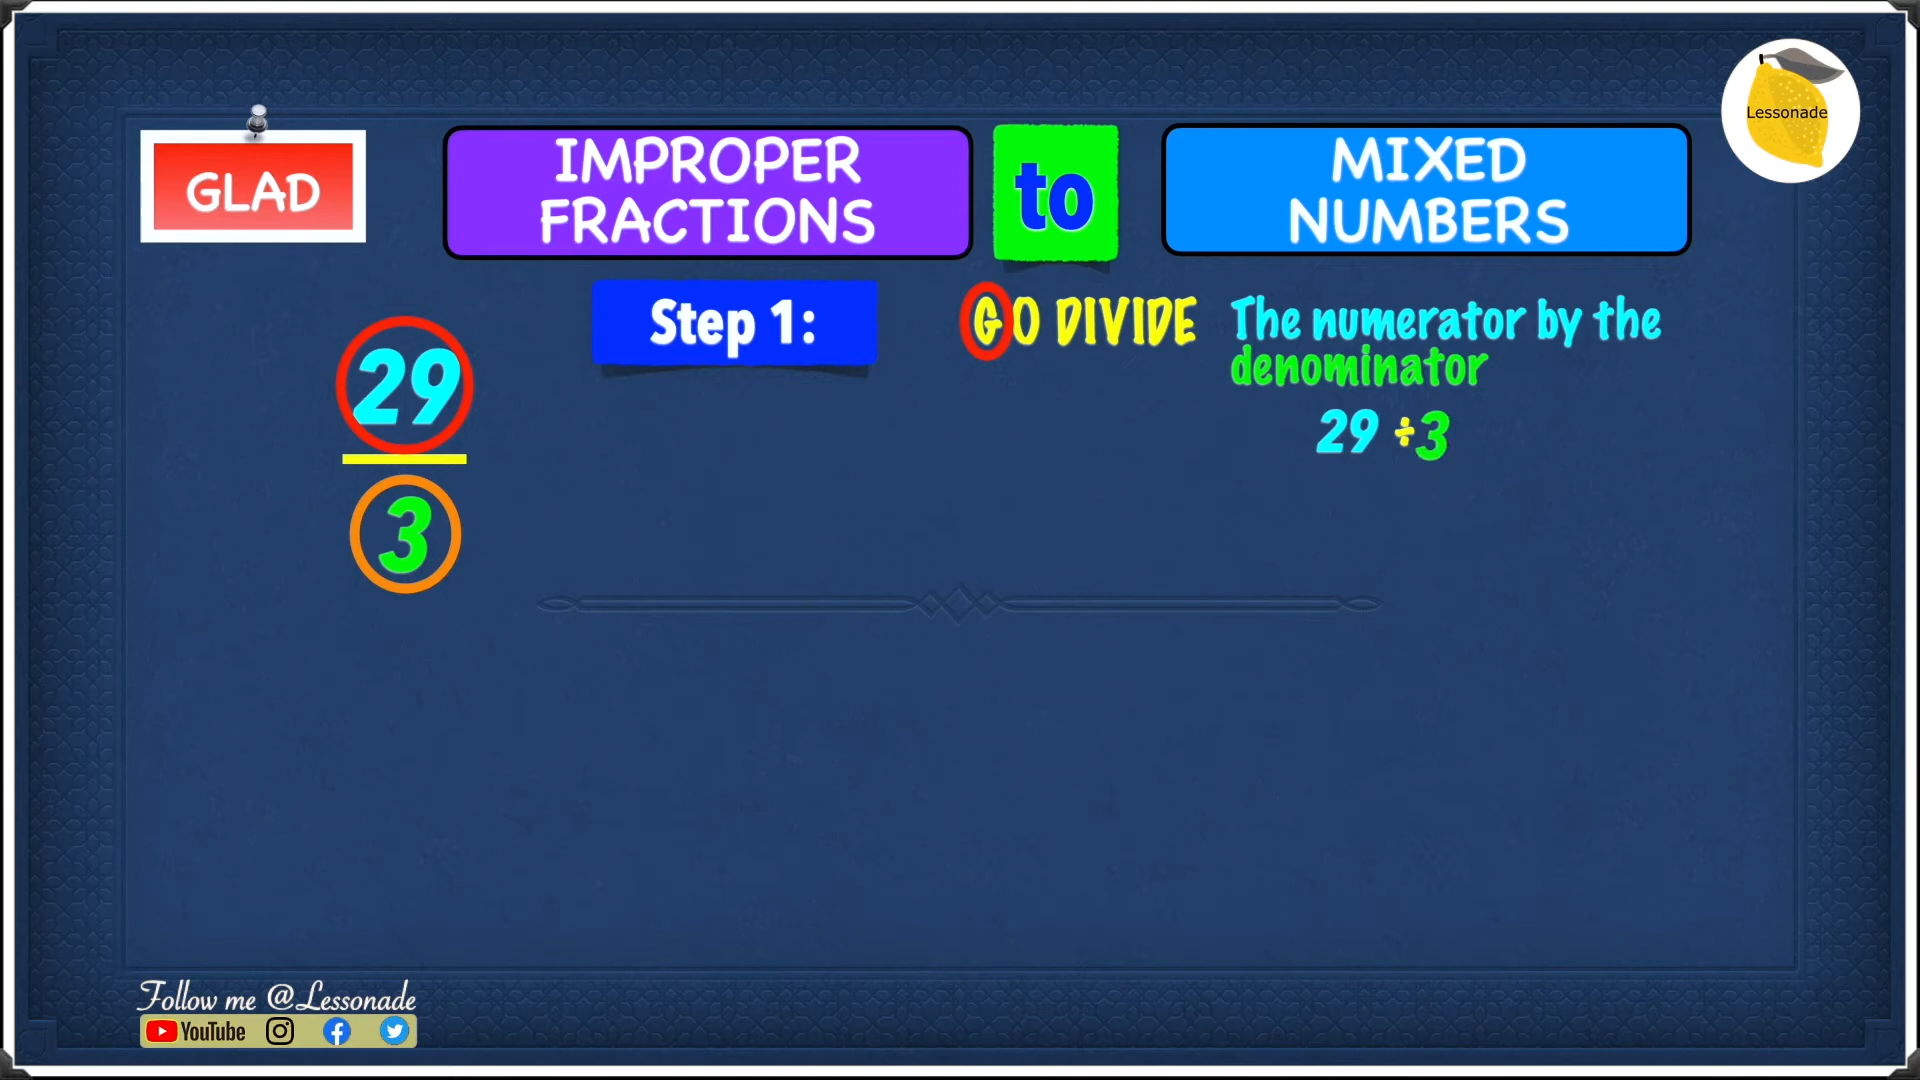 GLAD
IMPROPER
FRACTIONS
to
MIXED
NUMBERS
Lessonade
29
3
Step 1:
GO DIVIDE
The numerator by the
denominator
29 ÷3
Follow me @Lessonade
YouTube